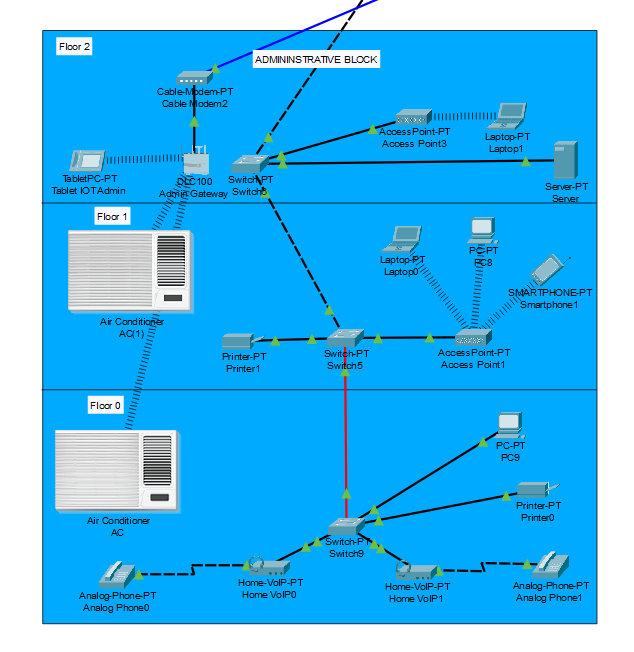 Floor 2
ADMININSTRATIVE BLOCK
Cable-Modem-PT
Cable Modem2
AccessPoint-PT
Access Point3
Laptop-PT
Laptop1
TabletPC-PT
Tablet IOTAdmin
DLC100
Admin Gateway
Switch-PT
Server-PT
Server
Floor 1
Laptop-PT
Laptop0
PC-PT
PC8
SMARTPHONE-PT
Smartphone1
Air Conditioner
AC(1)
Printer-PT
Printer1
Switch-PT
Switch5
AccessPoint-PT
Access Point1
Floor 0
PC-PT
PC9
Printer-PT
Printer0
Air Conditioner
AC
Switch-PT
Switch9
Home-VoIP-PT
Home VoIP0
Home-VoIP-PT
Home VoIP1
Analog-Phone-PT
Analog Phone0
Analog-Phone-PT
Analog Phone1